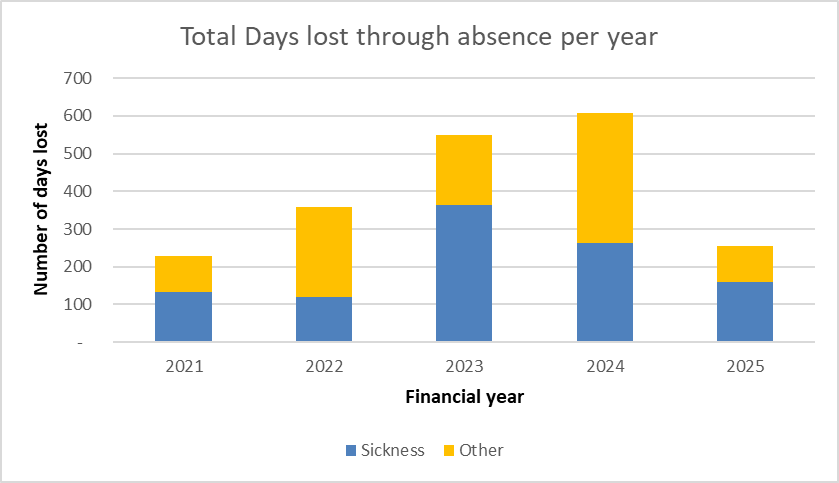 Total Days lost through absence per year
700
600
500
400
300
200
100
-
Number of days lost
2021 2022 2023 2024 2025
Financial year
Sickness Other